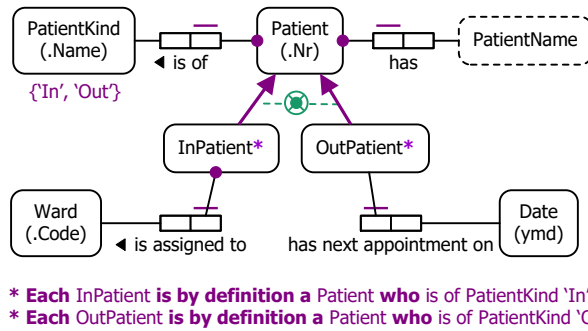 PatientKind
(.Name)
Patient
(.Nr)
PatientName
◄ is of
has
{'In', 'Out'}
InPatient*
OutPatient*
Ward
(.Code)
Date
(ymd)
◄ is assigned to
has next appointment on
* Each InPatient is by definition a Patient who is of PatientKind 'In'
* Each OutPatient is by definition a Patient who is of PatientKind